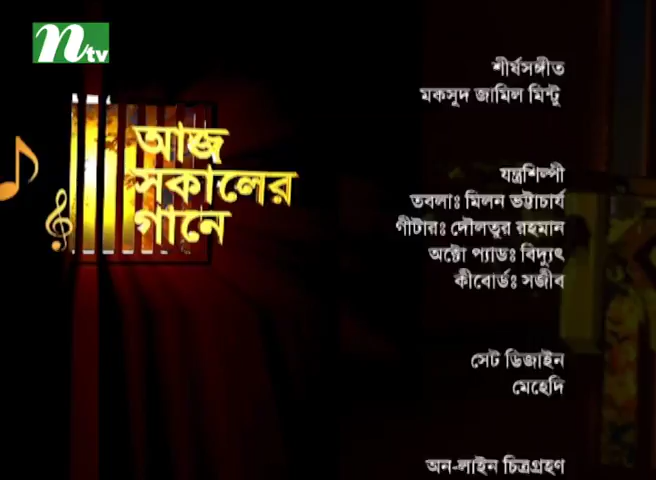 ntv
আজ
সকালের
গানে
শীর্ষসঙ্গীত
মকসুদ জামিল মিন্টু
যন্ত্রশিল্পী
তবলাঃ মিলন ভট্টাচার্য
গীটারঃ দৌলতুর রহমান
অক্টো প্যাডঃ বিদ্যুৎ
কীবোর্ডঃ সজীব
সেট ডিজাইন
মেহেদি
অন-লাইন চিত্রগ্রহণ